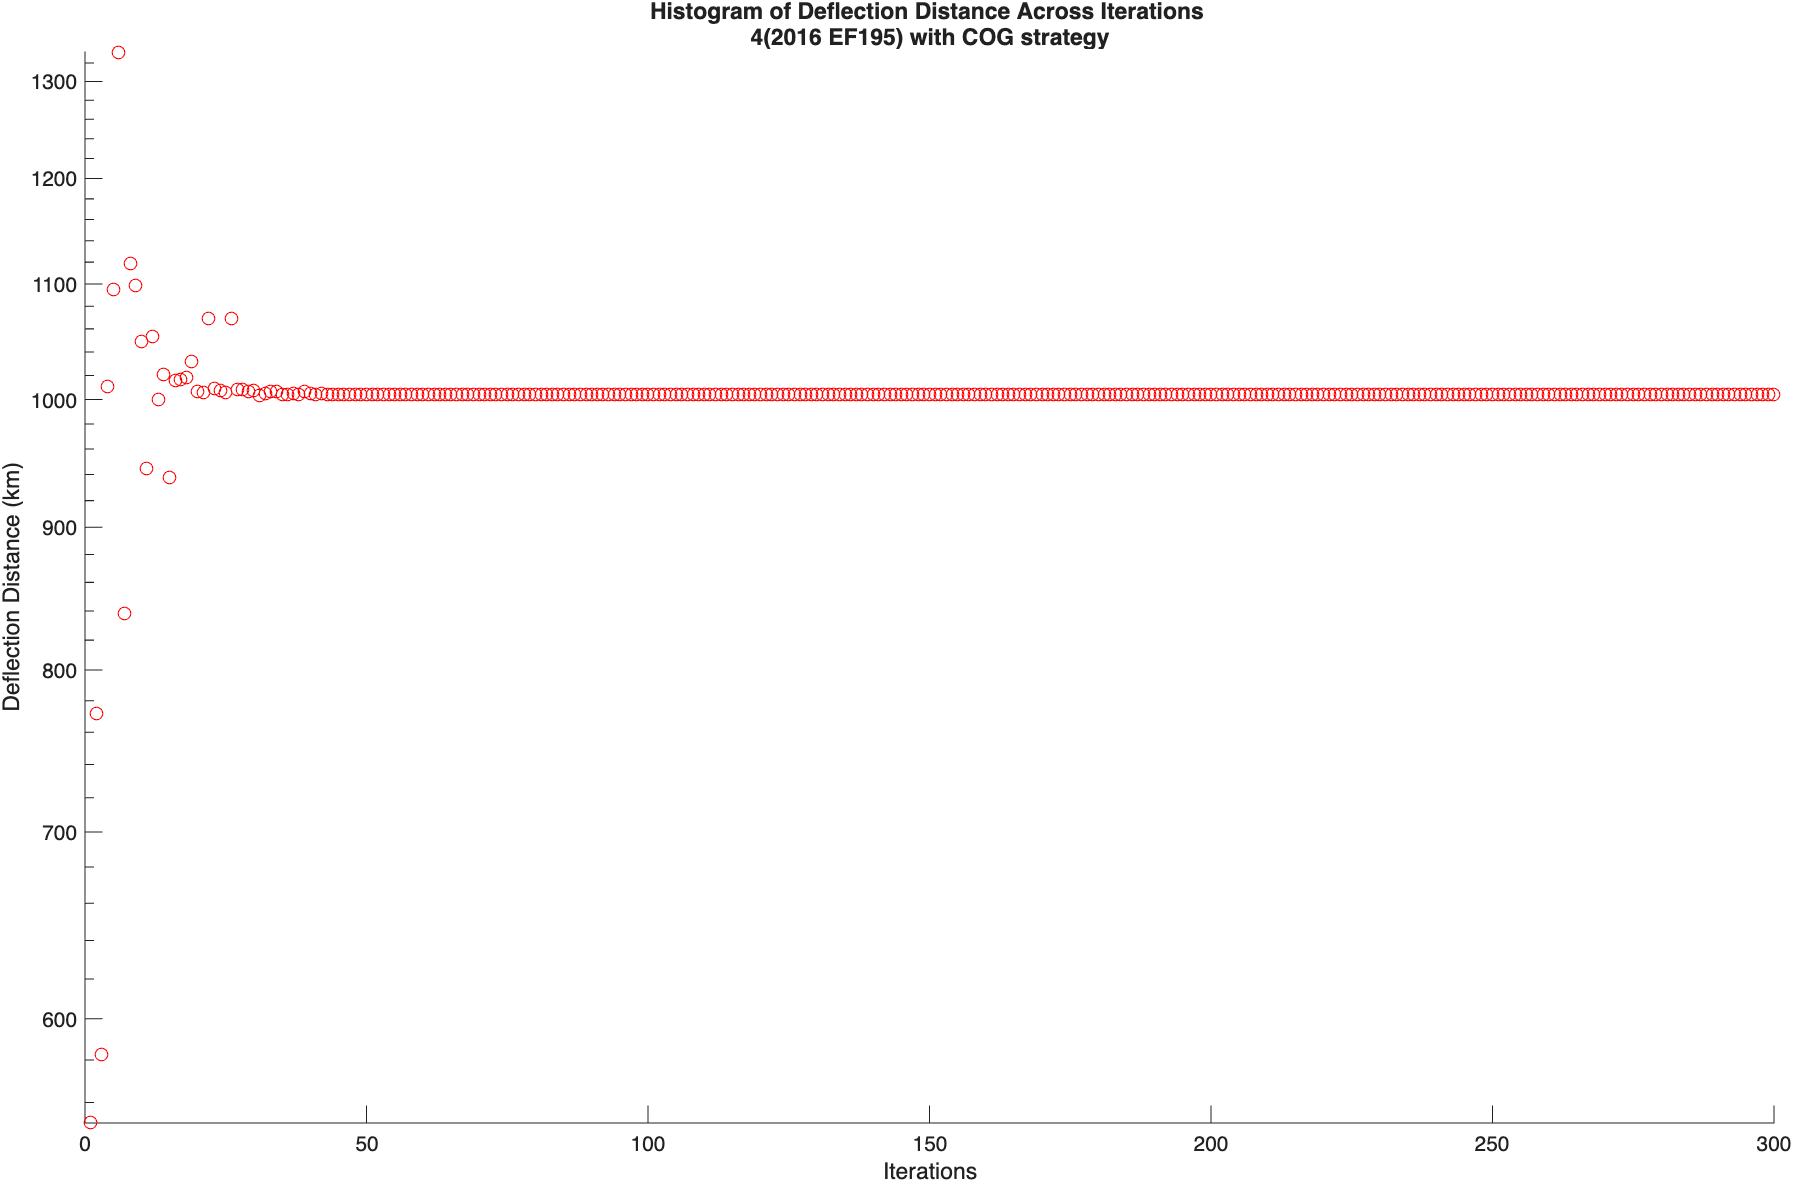 Histogram of Deflection Distance Across Iterations
4(2016 EF195) with COG strategy
1300
1200
1100
1000
900
800
700
600
Deflection Distance (km)
0 50 100 150 200 250 300
Iterations